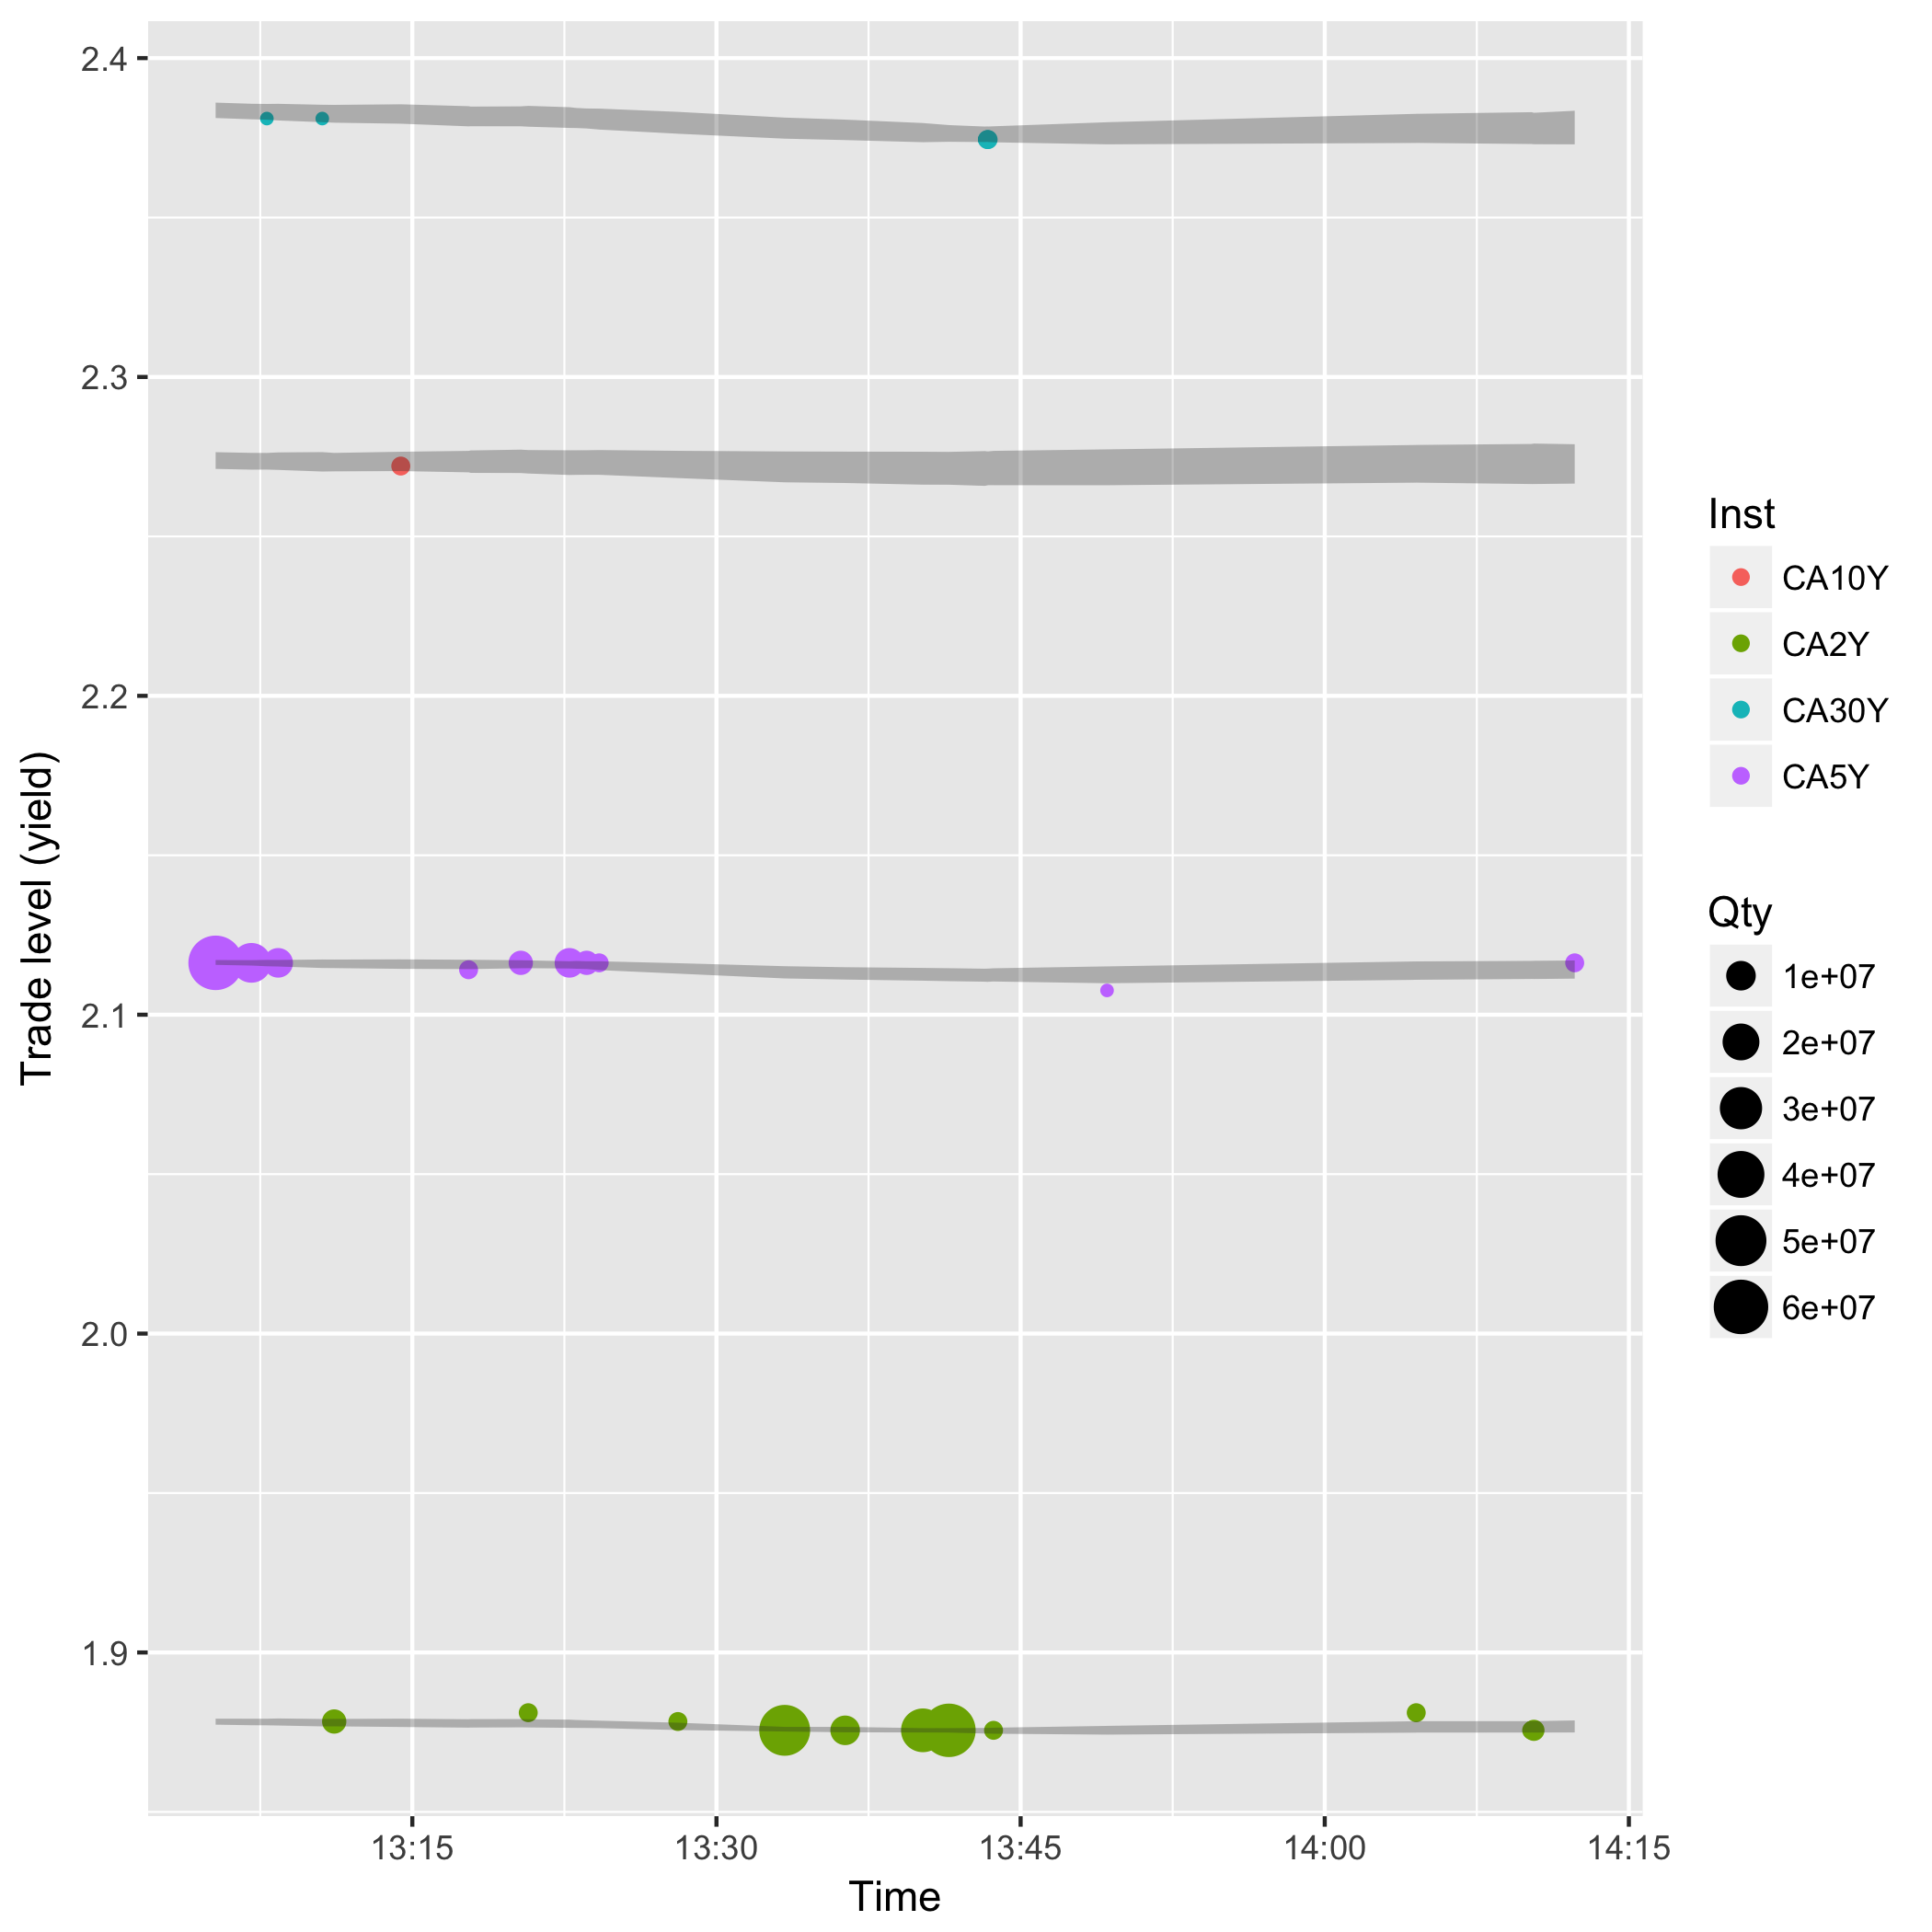 2.4
2.3
2.2
2.1
2.0
1.9
Trade level (yield)
13:15
13:30
13:45
14:00
14:15
Time
Inst
CA10Y
CA2Y
CA30Y
CA5Y
Qty
1e+07
2e+07
3e+07
4e+07
5e+07
6e+07